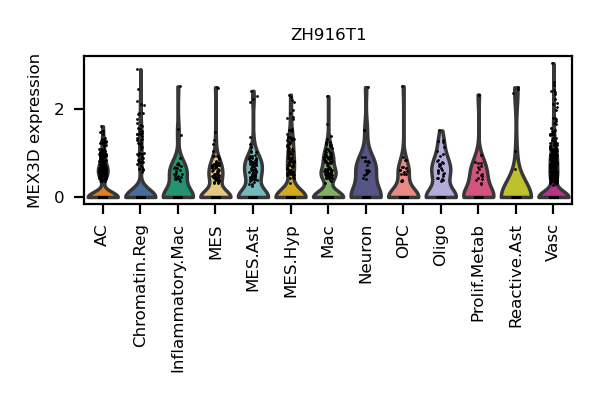 ZH916T1
MEX3D expression
2
0
AC
Chromatin.Reg
Inflammatory.Mac
MES
MES.Ast
MES.Hyp
Mac
Neuron
OPC
Oligo
Prolif.Metab
Reactive.Ast
Vasc